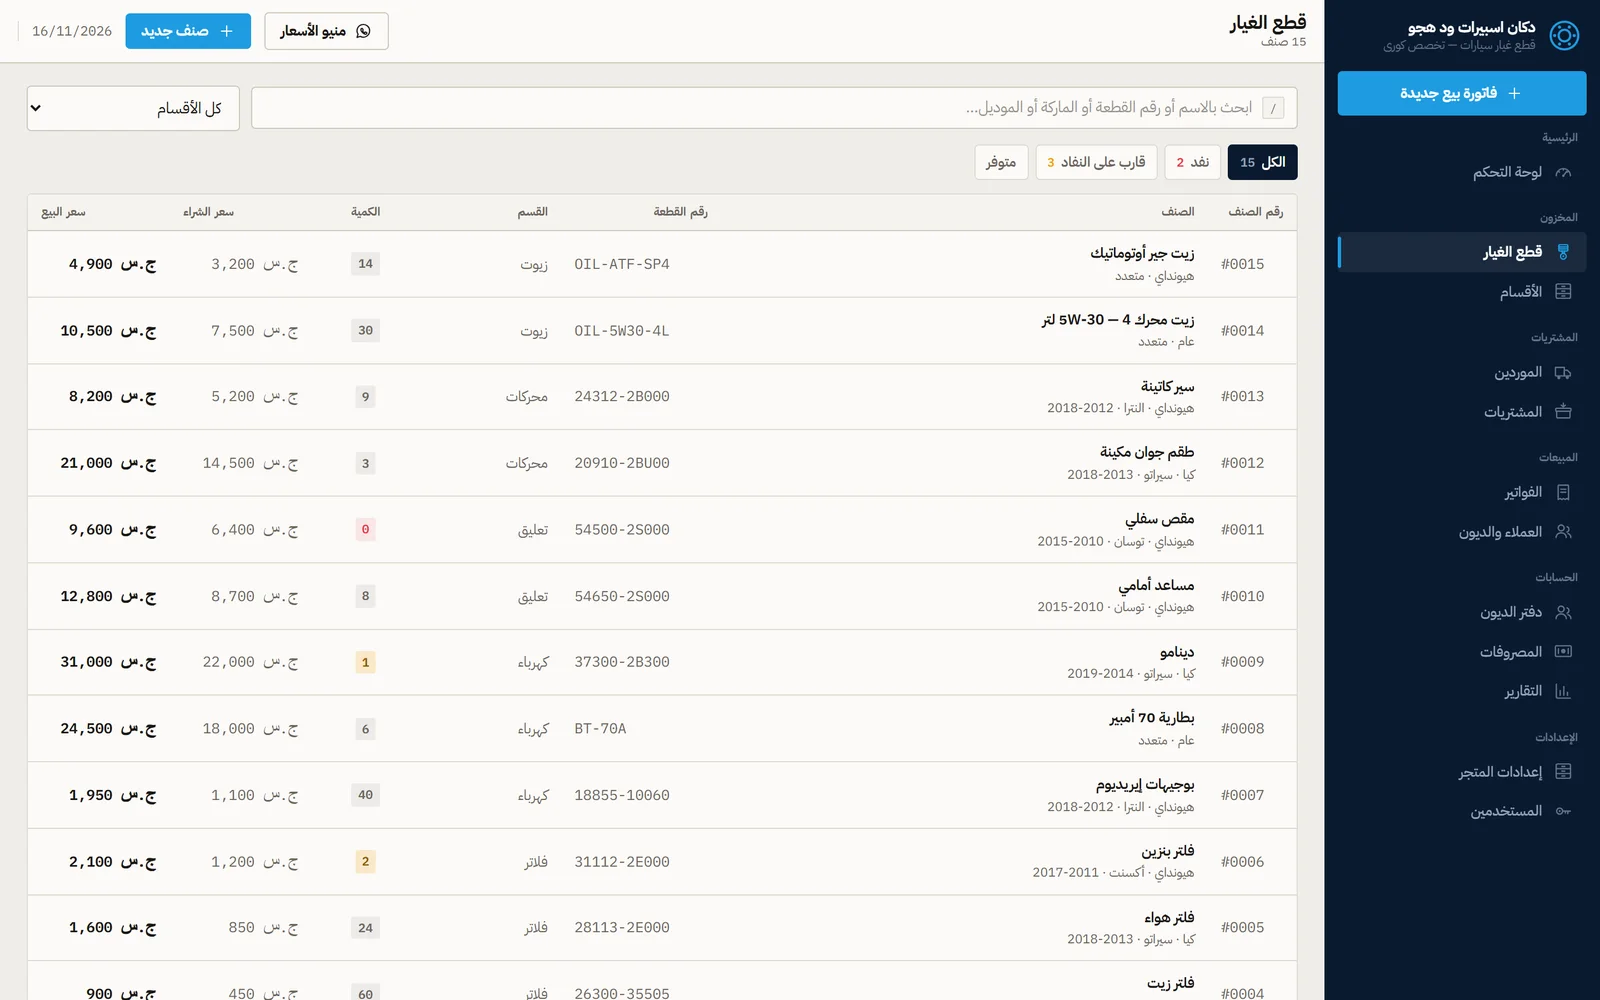 دكان اسبيرات ود هجو
قطع غيار سيارات — تخصص كورى
فاتورة بيع جديدة
الرئيسية
لوحة التحكم
المخزون
قطع الغيار
الأقسام
المشتريات
الموردين
المشتريات
المبيعات
الفواتير
العملاء والديون
الحسابات
دفتر الديون
المصروفات
التقارير
الإعدادات
إعدادات المتجر
المستخدمين
قطع الغيار
15 صنف
منيو الأسعار
صنف جديد
16/11/2026
/ ابحث بالاسم أو رقم القطعة أو الماركة أو الموديل...
كل الأقسام
الكل 15
نفد 2
قارب على النفاد 3
متوفر
رقم الصنف الصنف رقم القطعة القسم الكمية سعر الشراء سعر البيع
#0015 زيت جير أوتوماتيك OIL-ATF-SP4 زيوت 14 3,200 ج.س 4,900 ج.س
هيونداي · متعدد
#0014 زيت محرك 5W-30 — 4 لتر OIL-5W30-4L زيوت 30 7,500 ج.س 10,500 ج.س
عام · متعدد
#0013 سير كاتينة 24312-2B000 محركات 9 5,200 ج.س 8,200 ج.س
هيونداي · النترا · 2012-2018
#0012 طقم جوان مكينة 20910-2BU00 محركات 3 14,500 ج.س 21,000 ج.س
كيا · سيراتو · 2013-2018
#0011 مقص سفلي 54500-2S000 تعليق 0 6,400 ج.س 9,600 ج.س
هيونداي · توسان · 2010-2015
#0010 مساعد أمامي 54650-2S000 تعليق 8 8,700 ج.س 12,800 ج.س
هيونداي · توسان · 2010-2015
#0009 دينامو 37300-2B300 كهرباء 1 22,000 ج.س 31,000 ج.س
كيا · سيراتو · 2014-2019
#0008 بطارية 70 أمبير BT-70A كهرباء 6 18,000 ج.س 24,500 ج.س
عام · متعدد
#0007 بوجيهات إيريديوم 18855-10060 كهرباء 40 1,100 ج.س 1,950 ج.س
هيونداي · النترا · 2012-2018
#0006 فلتر بنزين 31112-2E000 فلاتر 2 1,200 ج.س 2,100 ج.س
هيونداي · أكسنت · 2011-2017
#0005 فلتر هواء 28113-2E000 فلاتر 24 850 ج.س 1,600 ج.س
كيا · سيراتو · 2013-2018
#0004 فلتر زيت 26300-35505 فلاتر 60 450 ج.س 900 ج.س